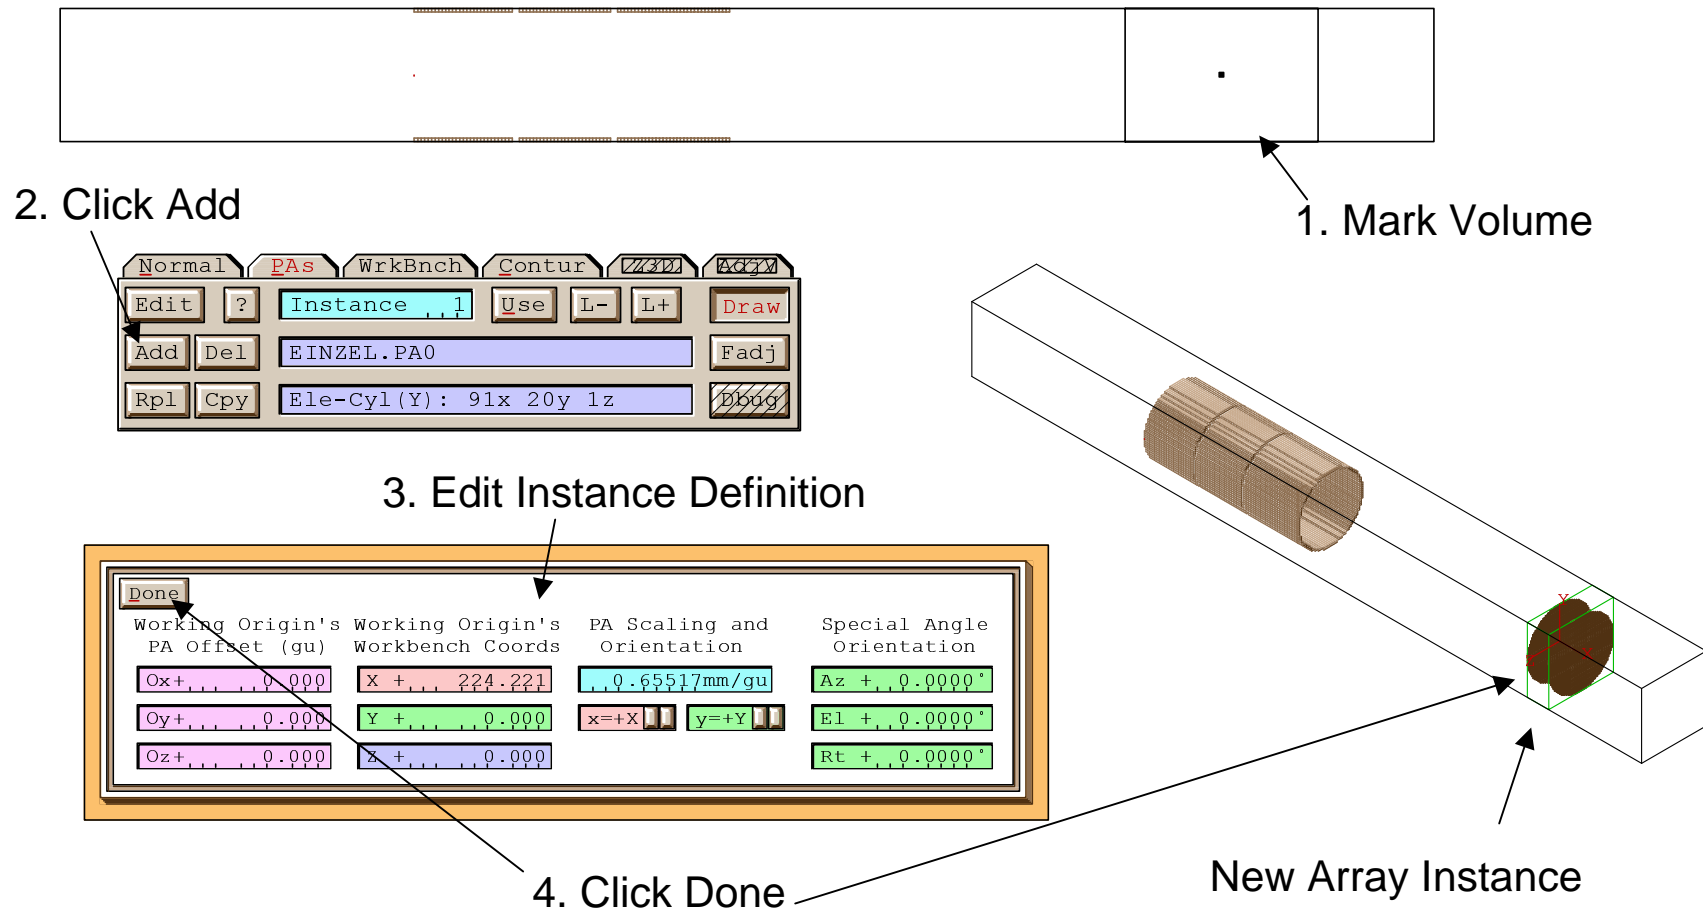 2. Click Add
1. Mark Volume
Normal PAs WrkBnch Contur Z3D AdjV
Edit ? Instance 1 Use L- L+ Draw
Add Del EINZEL.PA0 Fadj
Rpl Cpy Ele-Cyl(Y): 91x 20y 1z Dbug
3. Edit Instance Definition
Done
Working Origin's Working Origin's PA Scaling and Special Angle
PA Offset (gu) Workbench Coords Orientation Orientation
Ox+ 0.000 X + 224.221 0.65517mm/gu Az + 0.0000°
Oy+ 0.000 Y + 0.000 x=+X y=+Y El + 0.0000°
Oz+ 0.000 Z + 0.000 Rt + 0.0000°
Y
X
4. Click Done
New Array Instance